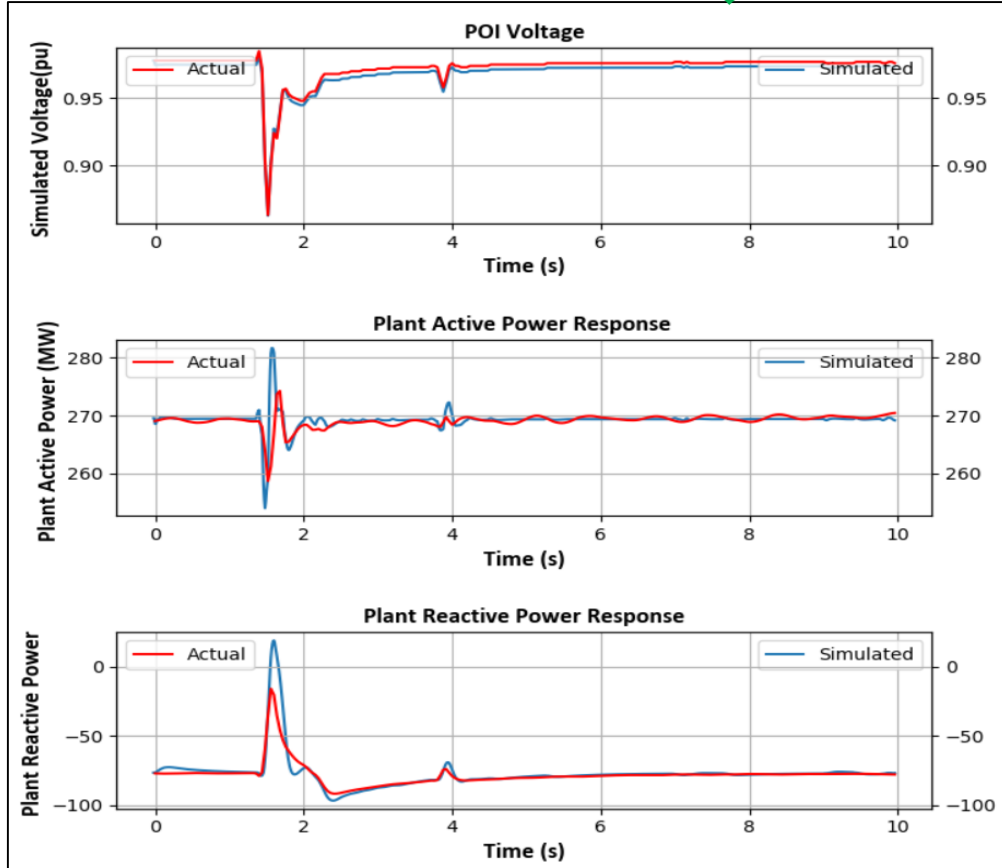 POI Voltage
Simulated Voltage(pu)
Actual
Simulated
0.95
0.90
0.95
0.90
0 2 4 6 8 10
Time (s)
Plant Active Power Response
Plant Active Power (MW)
Actual
Simulated
280
270
260
280
270
260
0 2 4 6 8 10
Time (s)
Plant Reactive Power Response
Plant Reactive Power
Actual
Simulated
0
−50
−100
0
−50
−100
0 2 4 6 8 10
Time (s)